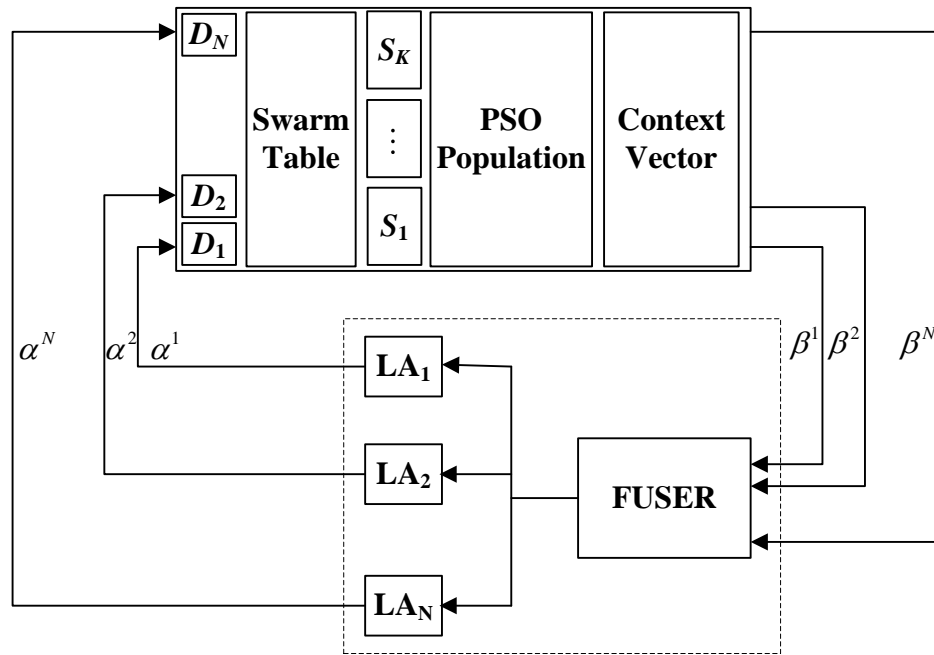 D_N
S_K
Swarm
Table
⋮
PSO
Population
Context
Vector
D_2
S_1
D_1
α^N
α^2
α^1
β^1
β^2
β^N
LA_1
LA_2
FUSER
LA_N